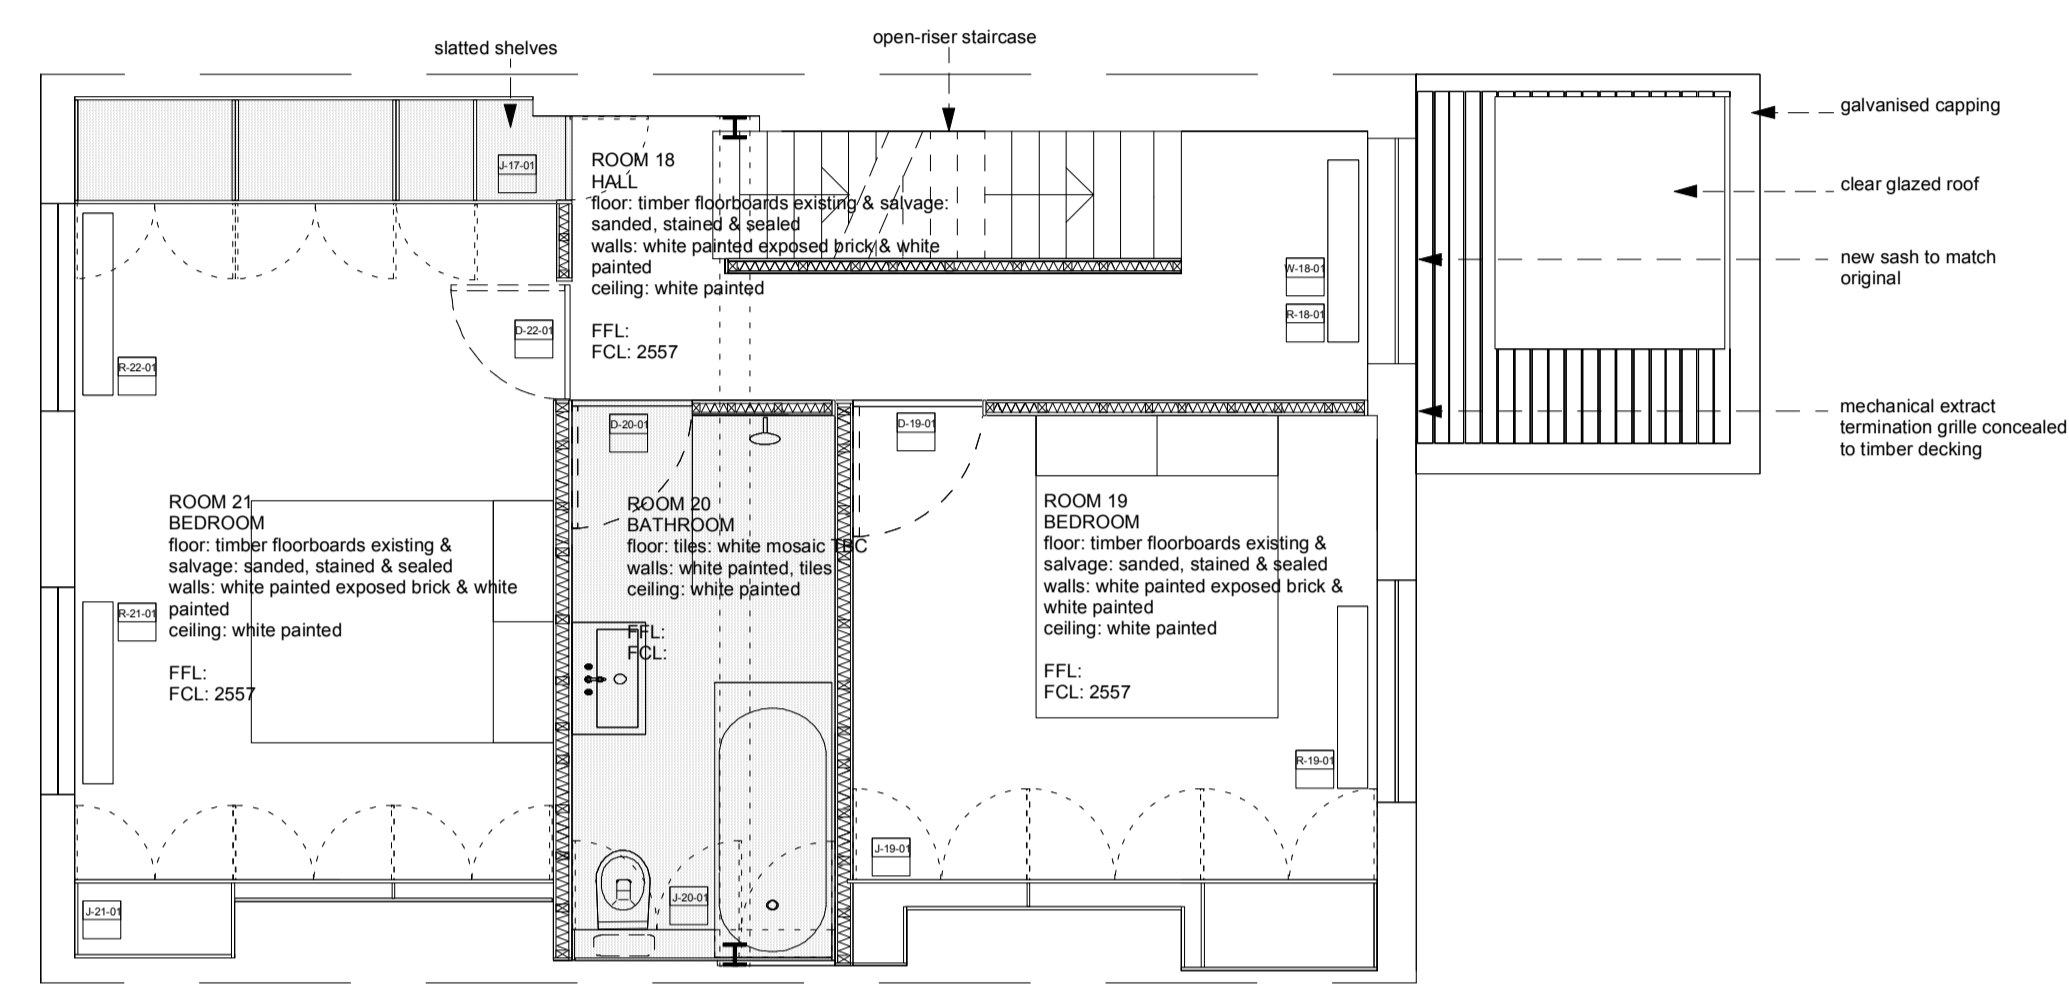 slatted shelves
open-riser staircase
galvanised capping
clear glazed roof
new sash to match
original
mechanical extract
termination grille concealed
to timber decking
J-17-01
ROOM 18
HALL
floor: timber floorboards existing & salvage:
sanded, stained & sealed
walls: white painted exposed brick & white
painted
ceiling: white painted
FFL:
FCL: 2557
W-18-01
R-18-01
D-22-01
R-22-01
D-20-01
D-19-01
ROOM 21
BEDROOM
floor: timber floorboards existing &
salvage: sanded, stained & sealed
walls: white painted exposed brick & white
painted
ceiling: white painted
FFL:
FCL: 2557
R-21-01
ROOM 20
BATHROOM
floor: tiles: white mosaic TBC
walls: white painted, tiles
ceiling: white painted
FFL:
FCL:
ROOM 19
BEDROOM
floor: timber floorboards existing &
salvage: sanded, stained & sealed
walls: white painted exposed brick &
white painted
ceiling: white painted
FFL:
FCL: 2557
R-19-01
J-19-01
J-20-01
J-21-01